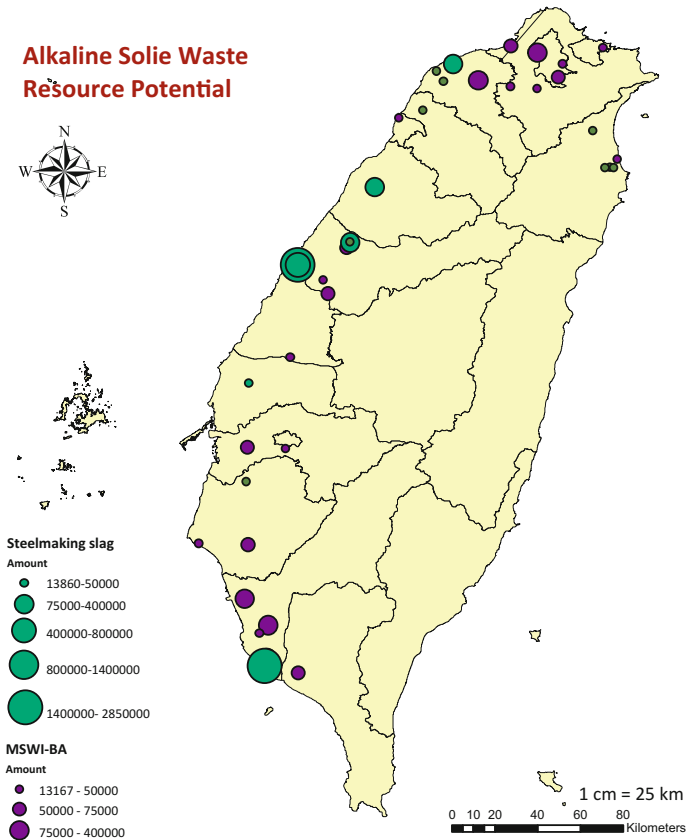 Alkaline Solie Waste
Resource Potential
N
W E
S
Steelmaking slag
Amount
13860-50000
75000-400000
400000-800000
800000-1400000
1400000- 2850000
MSWI-BA
Amount
13167 - 50000
50000 - 75000
75000 - 400000
1 cm = 25 km
0 10 20 40 60 80
Kilometers